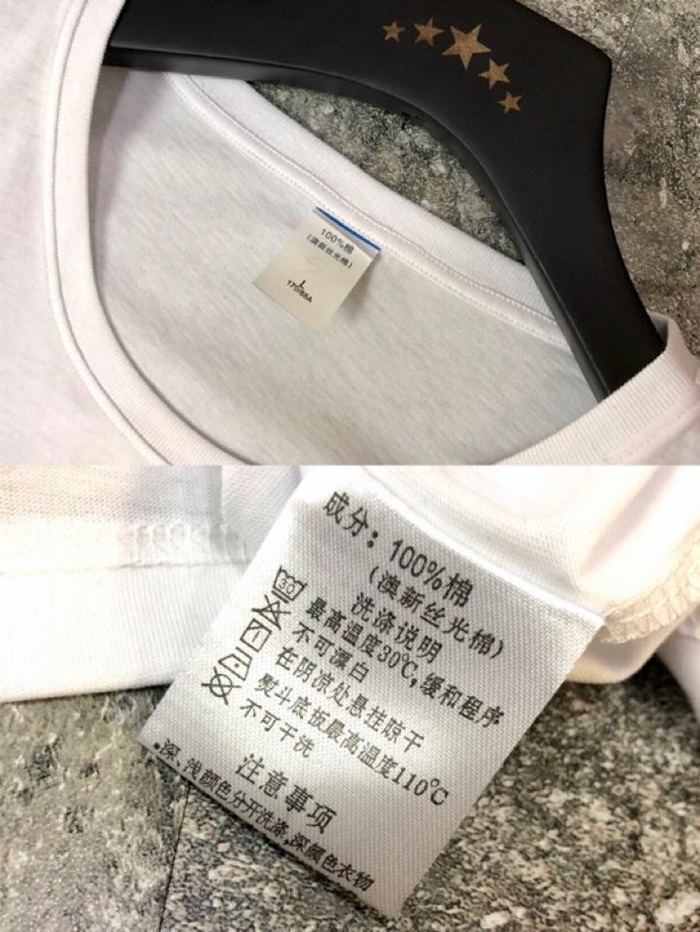 100%棉
(澳新丝光棉)
L
170/88A
成分：100%棉
(澳新丝光棉)
洗涤说明
30
最高温度30℃,缓和程序
不可漂白
在阴凉处悬挂晾干
熨斗底板最高温度110℃
不可干洗
注意事项
.深、浅颜色分开洗涤,深颜色衣物